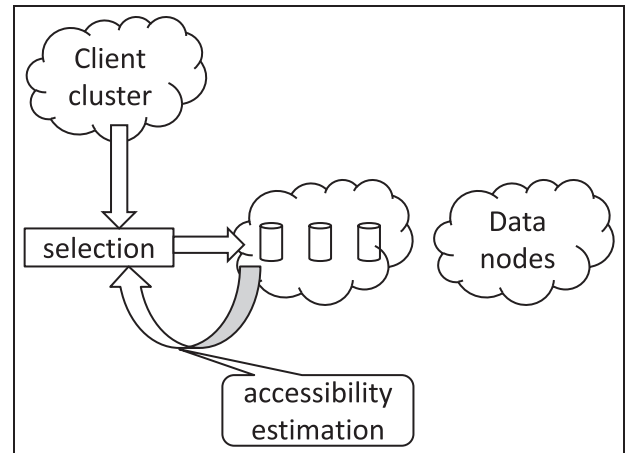 Client
cluster
selection
Data
nodes
accessibility
estimation